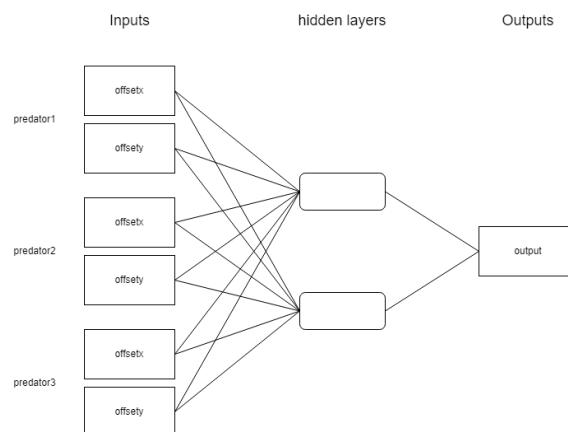 Inputs
hidden layers
Outputs
predator1
offsetx
offsety
predator2
offsetx
offsety
predator3
offsetx
offsety
output